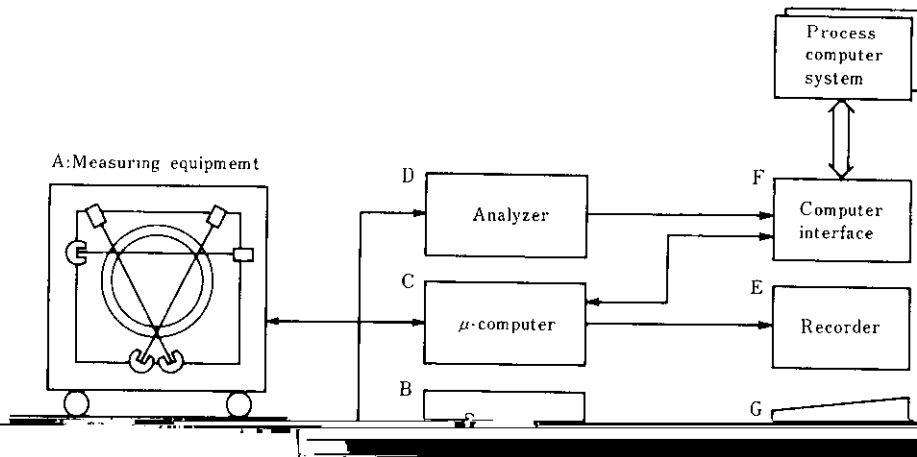 Process
computer
system
A:Measuring equipmemt
D
Analyzer
F
Computer
interface
C
μ-computer
E
Recorder
B
G